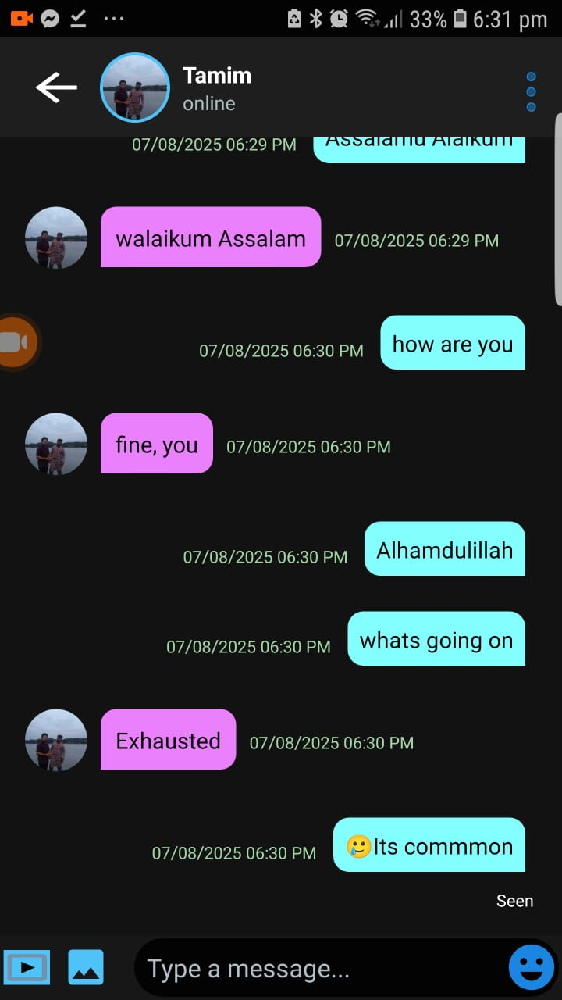 33% 6:31 pm
Tamim
online
07/08/2025 06:29 PM Assalamu Alaikum
walaikum Assalam 07/08/2025 06:29 PM
07/08/2025 06:30 PM how are you
fine, you 07/08/2025 06:30 PM
07/08/2025 06:30 PM Alhamdulillah
07/08/2025 06:30 PM whats going on
Exhausted 07/08/2025 06:30 PM
07/08/2025 06:30 PM 🥲Its commmon
Seen
Type a message...